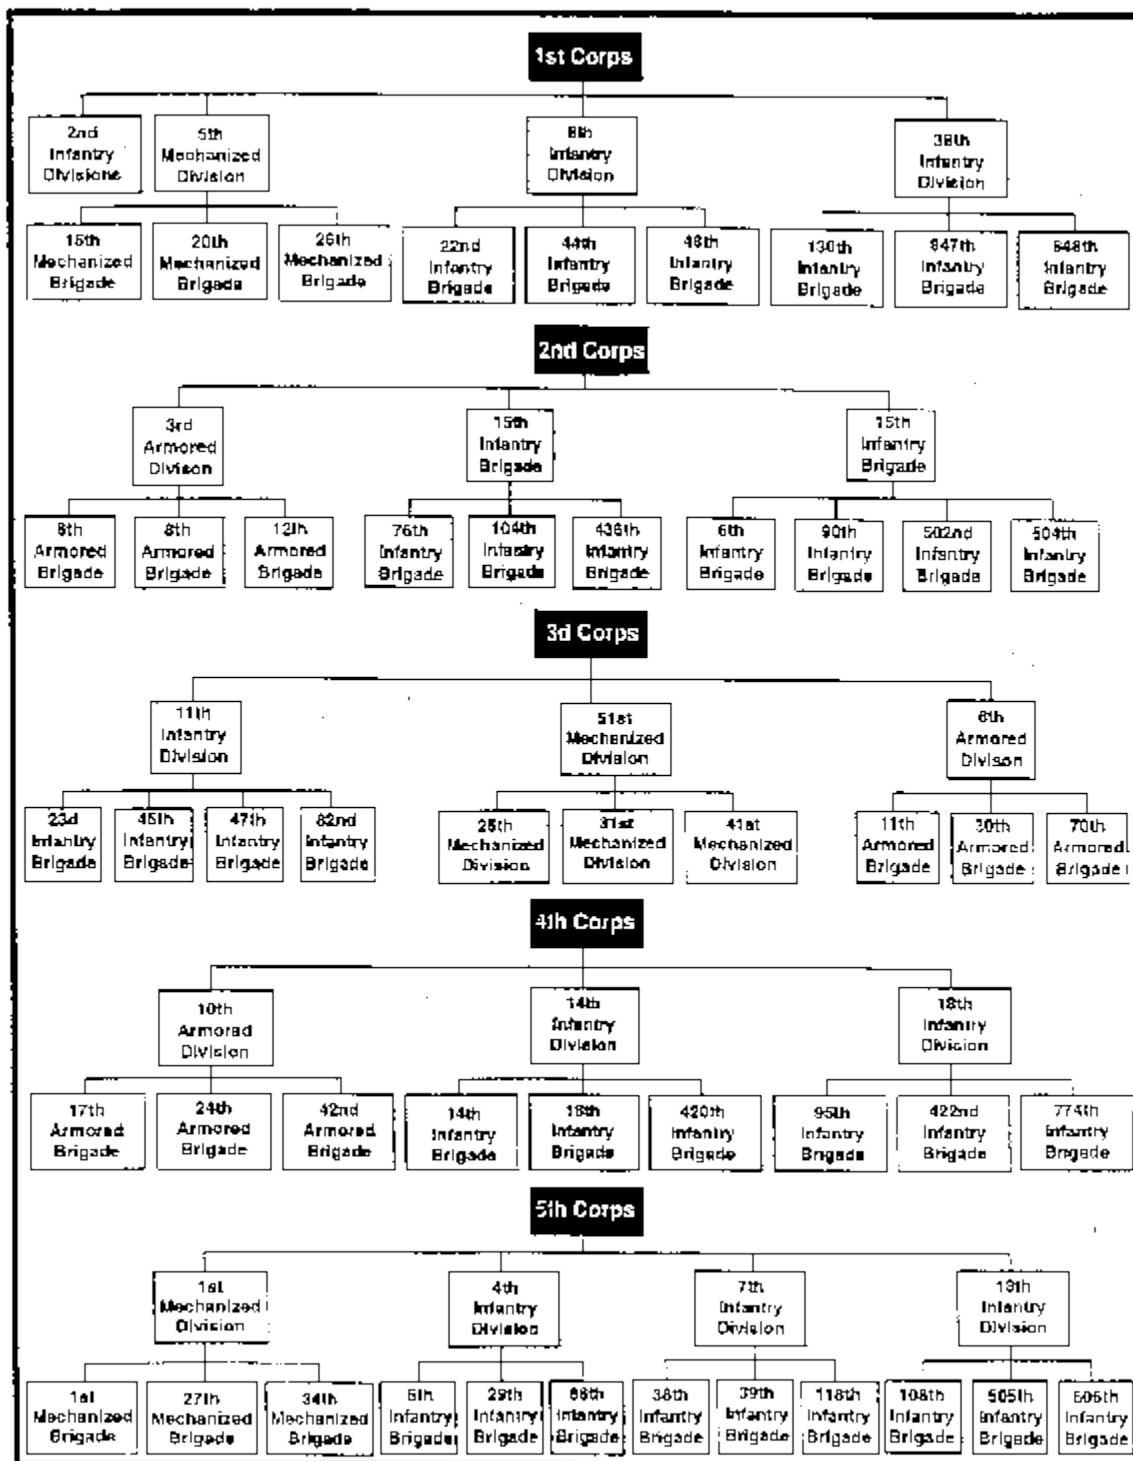 1st Corps
2nd
Infantry
Divisions
5th
Mechanized
Division
8th
Infantry
Division
38th
Infantry
Division
15th
Mechanized
Brigade
20th
Mechanized
Brigade
26th
Mechanized
Brigade
22nd
Infantry
Brigade
44th
Infantry
Brigade
48th
Infantry
Brigade
130th
Infantry
Brigade
847th
Infantry
Brigade
848th
Infantry
Brigade
2nd Corps
3rd
Armored
Divison
15th
Infantry
Brigade
15th
Infantry
Brigade
6th
Armored
Brigade
8th
Armored
Brigade
12th
Armored
Brigade
76th
Infantry
Brigade
104th
Infantry
Brigade
436th
Infantry
Brigade
6th
Infantry
Brigade
90th
Infantry
Brigade
502nd
Infantry
Brigade
504th
Infantry
Brigade
3d Corps
11th
Infantry
Division
51st
Mechanized
Division
6th
Armored
Divison
23d
Infantry
Brigade
45th
Infantry
Brigade
47th
Infantry
Brigade
82nd
Infantry
Brigade
25th
Mechanized
Division
31st
Mechanized
Division
41st
Mechanized
Division
11th
Armored
Brigade
30th
Armored
Brigade
70th
Armored
Brigade
4th Corps
10th
Armored
Division
14th
Infantry
Division
18th
Infantry
Division
17th
Armored
Brigade
24th
Armored
Brigade
42nd
Armored
Brigade
14th
Infantry
Brigade
18th
Infantry
Brigade
420th
Infantry
Brigade
95th
Infantry
Brigade
422nd
Infantry
Brigade
774th
Infantry
Brigade
5th Corps
1st
Mechanized
Division
4th
Infantry
Division
7th
Infantry
Division
Infantry
Division
1st
Mechanized
Brigade
27th
Mechanized
Brigade
34th
Mechanized
Brigade
5th
Infantry
Brigade
29th
Infantry
Brigade
Infantry
Brigade
38th
Infantry
Brigade
39th
Infantry
Brigade
118th
Infantry
Brigade
108th
Infantry
Brigade
505th
Infantry
Brigade
Infantry
Brigade